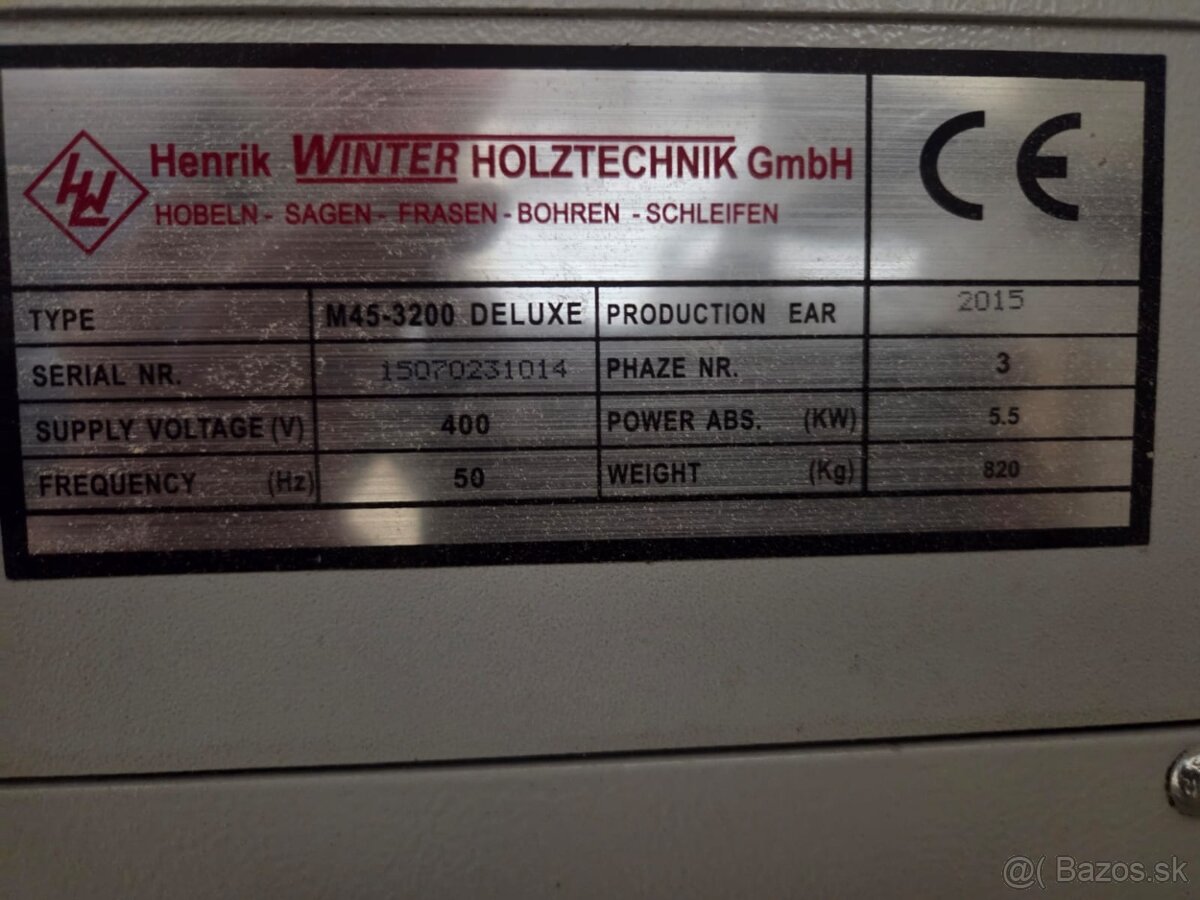 HW
Henrik WINTER HOLZTECHNIK GmbH
HOBELN - SAGEN - FRASEN - BOHREN - SCHLEIFEN
CE
TYPE M45-3200 DELUXE PRODUCTION EAR 2015
SERIAL NR. 15070231014 PHAZE NR. 3
SUPPLY VOLTAGE (V) 400 POWER ABS. (KW) 5.5
FREQUENCY (Hz) 50 WEIGHT (Kg) 820
@( Bazos.sk